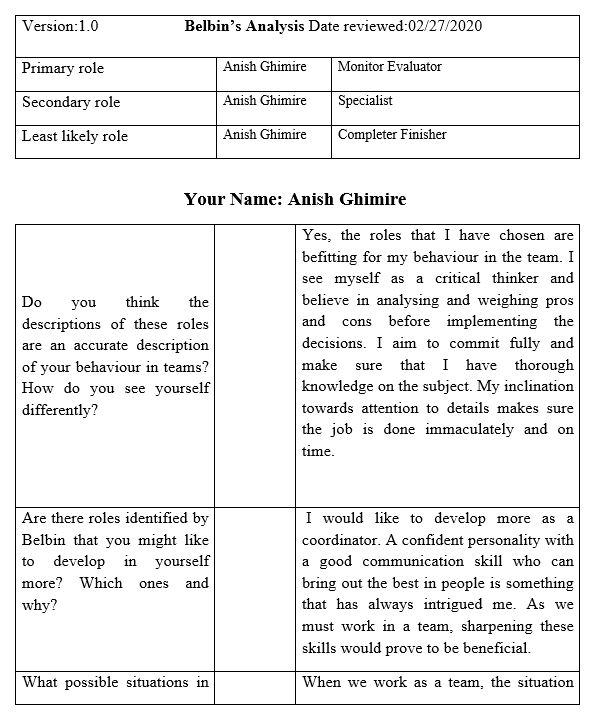 Version:1.0 Belbin’s Analysis Date reviewed:02/27/2020
Primary role Anish Ghimire Monitor Evaluator
Secondary role Anish Ghimire Specialist
Least likely role Anish Ghimire Completer Finisher
Your Name: Anish Ghimire
Do you think the
descriptions of these roles
are an accurate description
of your behaviour in teams?
How do you see yourself
differently?
Yes, the roles that I have chosen are
befitting for my behaviour in the team. I
see myself as a critical thinker and
believe in analysing and weighing pros
and cons before implementing the
decisions. I aim to commit fully and
make sure that I have thorough
knowledge on the subject. My inclination
towards attention to details makes sure
the job is done immaculately and on
time.
Are there roles identified by
Belbin that you might like
to develop in yourself
more? Which ones and
why?
I would like to develop more as a
coordinator. A confident personality with
a good communication skill who can
bring out the best in people is something
that has always intrigued me. As we
must work in a team, sharpening these
skills would prove to be beneficial.
What possible situations in
When we work as a team, the situation